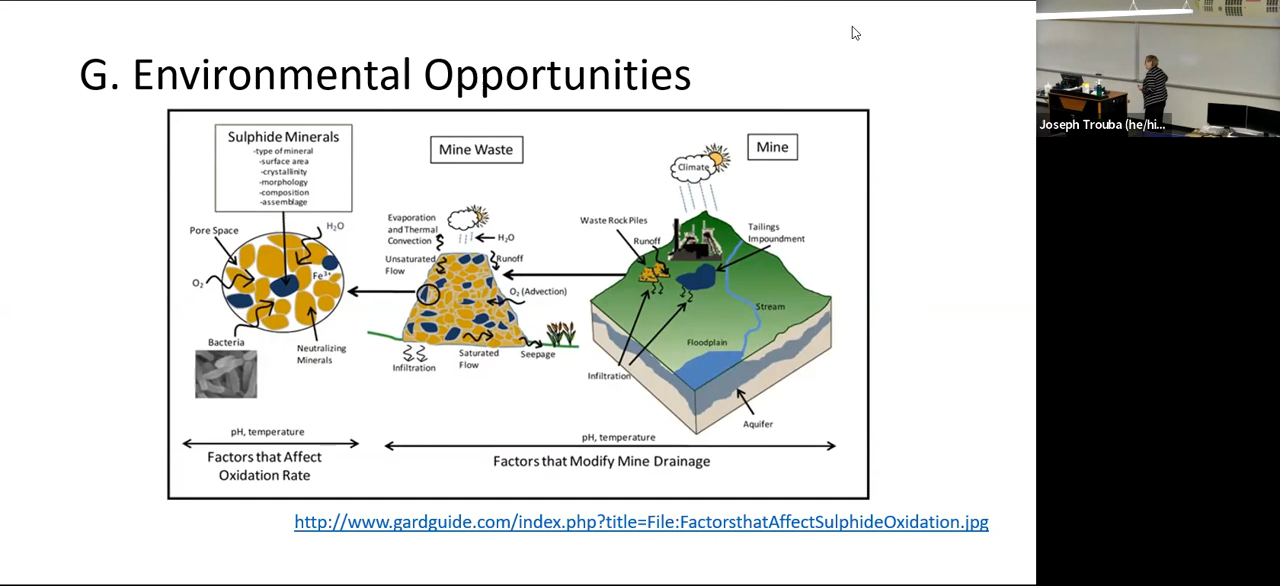 G. Environmental Opportunities
Sulphide Minerals
-type of mineral
-surface area
-crystallinity
-morphology
-composition
-assemblage
Pore Space
H₂O
O₂
Fe³⁺
Bacteria
Neutralizing
Minerals
pH, temperature
Factors that Affect
Oxidation Rate
Mine Waste
Evaporation
and Thermal
Convection
H₂O
Unsaturated
Flow
Runoff
O₂ (Advection)
Infiltration
Saturated
Flow
Seepage
Mine
Climate
Waste Rock Piles
Runoff
Tailings
Impoundment
Stream
Floodplain
Infiltration
Aquifer
pH, temperature
Factors that Modify Mine Drainage
http://www.gardguide.com/index.php?title=File:FactorsthatAffectSulphideOxidation.jpg
Joseph Trouba (he/hi...